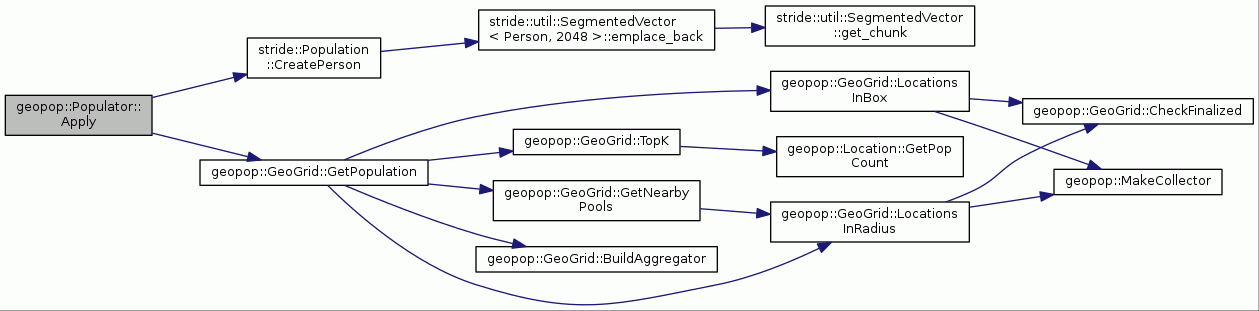 geopop::Populator::
Apply
stride::Population
::CreatePerson
stride::util::SegmentedVector
< Person, 2048 >::emplace_back
stride::util::SegmentedVector
::get_chunk
geopop::GeoGrid::GetPopulation
geopop::GeoGrid::LocationsInBox
geopop::GeoGrid::TopK
geopop::Location::GetPop
Count
geopop::GeoGrid::GetNearby
Pools
geopop::GeoGrid::Locations
InRadius
geopop::GeoGrid::BuildAggregator
geopop::GeoGrid::CheckFinalized
geopop::MakeCollector